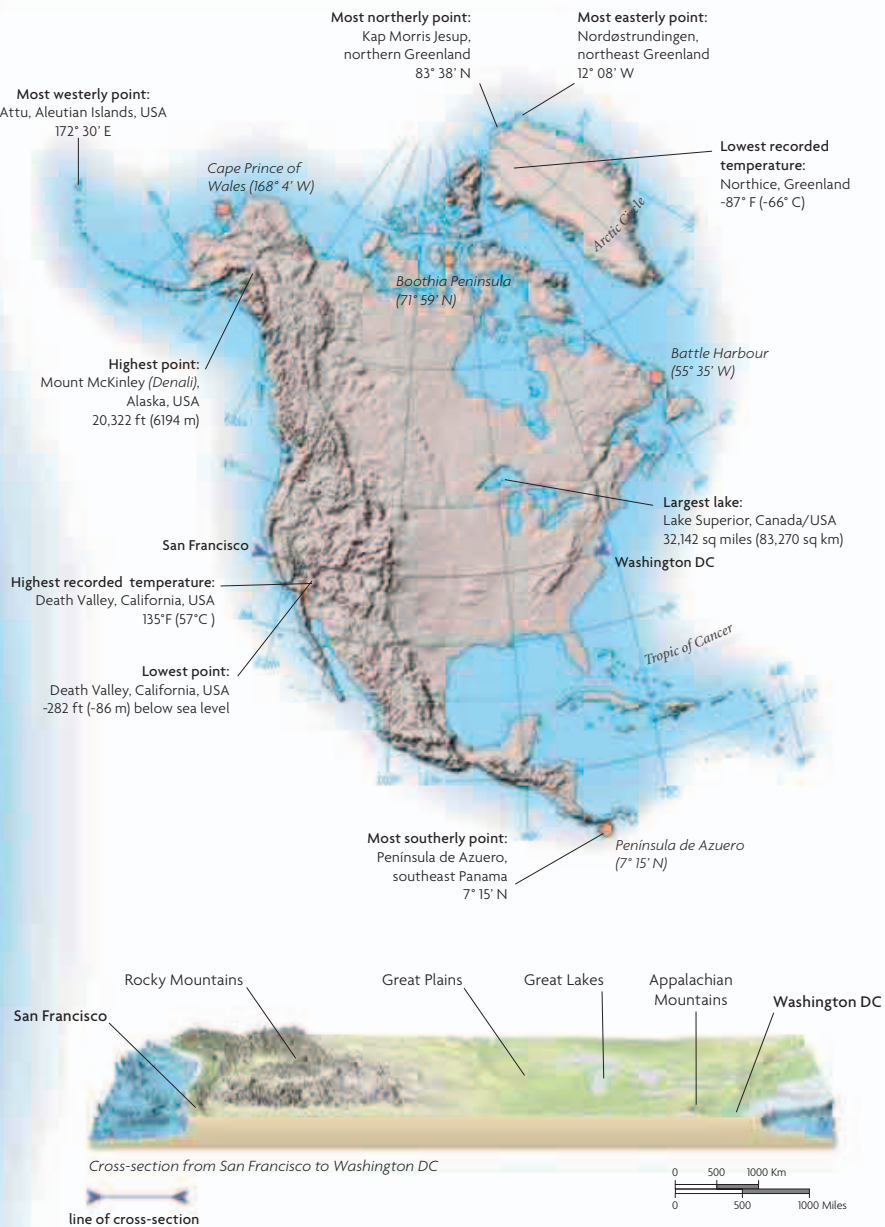 Most northerly point:
Kap Morris Jesup,
northern Greenland
83° 38' N
Most easterly point:
Nordøstrundingen,
northeast Greenland
12° 08' W
Most westerly point:
Attu, Aleutian Islands, USA
172° 30' E
Cape Prince of
Wales (168° 4' W)
Lowest recorded
temperature:
Northice, Greenland
-87° F (-66° C)
Arctic Circle
Boothia Peninsula
(71° 59' N)
Highest point:
Mount McKinley (Denali),
Alaska, USA
20,322 ft (6194 m)
Battle Harbour
(55° 35' W)
Largest lake:
Lake Superior, Canada/USA
32,142 sq miles (83,270 sq km)
San Francisco
Washington DC
Highest recorded temperature:
Death Valley, California, USA
135°F (57°C )
Lowest point:
Death Valley, California, USA
-282 ft (-86 m) below sea level
Tropic of Cancer
Most southerly point:
Península de Azuero,
southeast Panama
7° 15' N
Península de Azuero
(7° 15' N)
Rocky Mountains
Great Plains
Great Lakes
Appalachian
Mountains
San Francisco
Washington DC
Cross-section from San Francisco to Washington DC
line of cross-section
0 500 1000 Km
0 500 1000 Miles